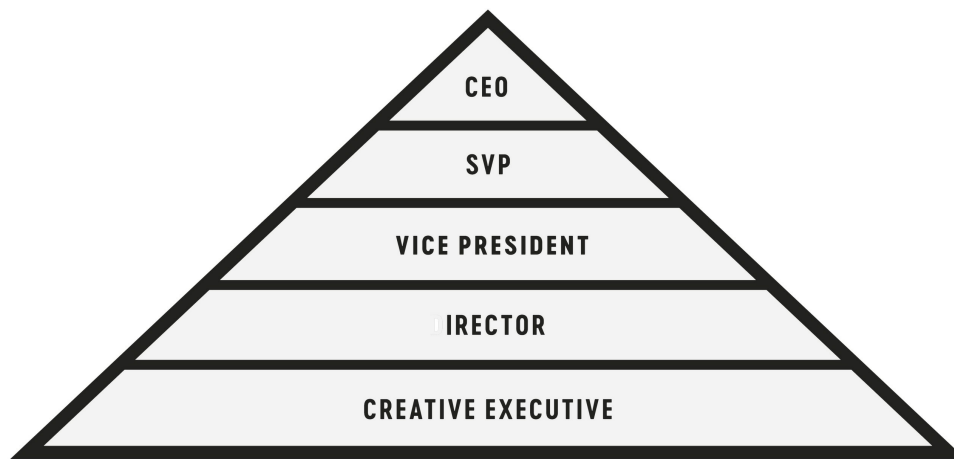 CEO
SVP
VICE PRESIDENT
IRECTOR
CREATIVE EXECUTIVE